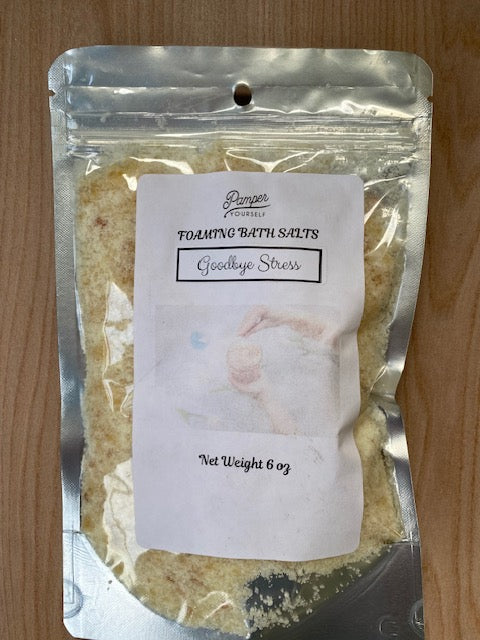 Pamper
YOURSELF
FOAMING BATH SALTS
Goodbye Stress
Net Weight 6 oz